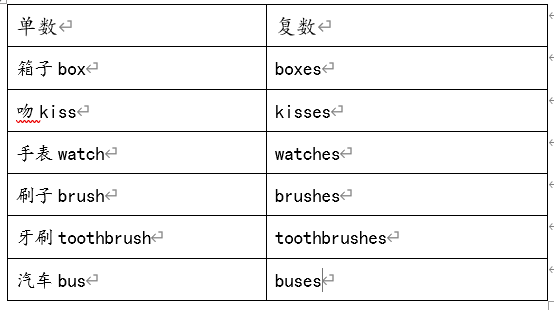 单数 复数
箱子 box boxes
吻 kiss kisses
手表 watch watches
刷子 brush brushes
牙刷 toothbrush toothbrushes
汽车 bus buses